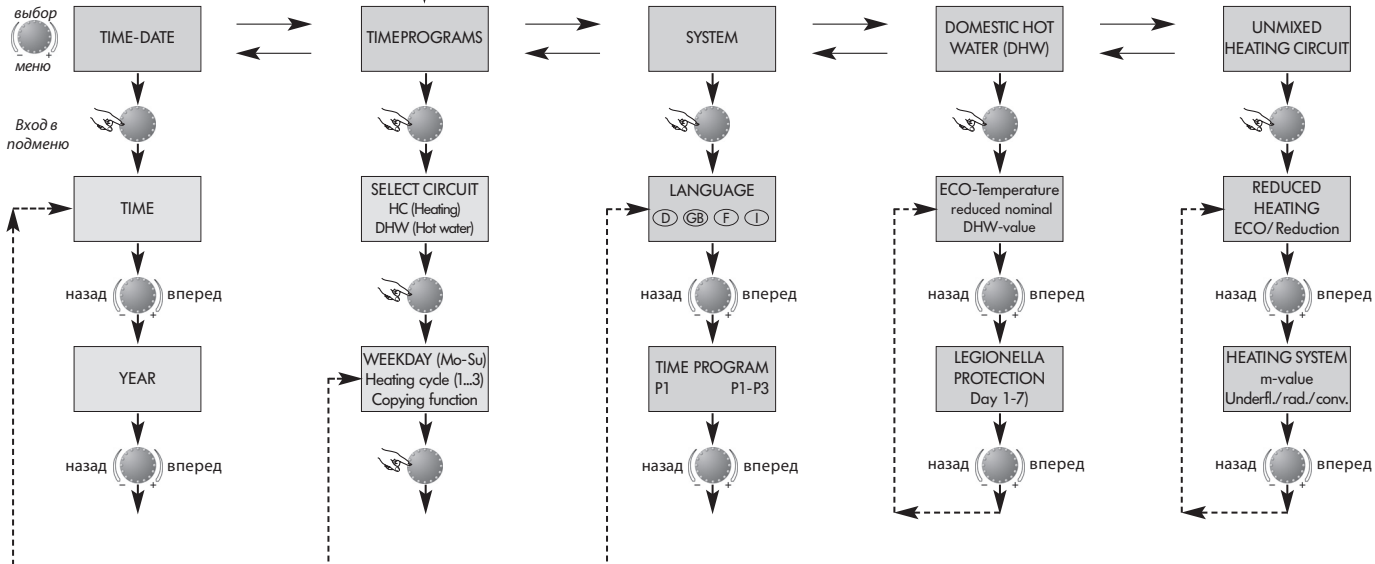 выбор
– +
меню
TIME-DATE
TIMEPROGRAMS
SYSTEM
DOMESTIC HOT
WATER (DHW)
UNMIXED
HEATING CIRCUIT
Вход в
подменю
TIME
SELECT CIRCUIT
HC (Heating)
DHW (Hot water)
LANGUAGE
D GB F I
ECO-Temperature
reduced nominal
DHW-value
REDUCED
HEATING
ECO/ Reduction
назад – + вперед
назад – + вперед
назад – + вперед
назад – + вперед
YEAR
WEEKDAY (Mo-Su)
Heating cycle (1...3)
Copying function
TIME PROGRAM
P1 P1-P3
LEGIONELLA
PROTECTION
Day 1-7)
HEATING SYSTEM
m-value
Underfl./rad./conv.
назад – + вперед
назад – + вперед
назад – + вперед
назад – + вперед